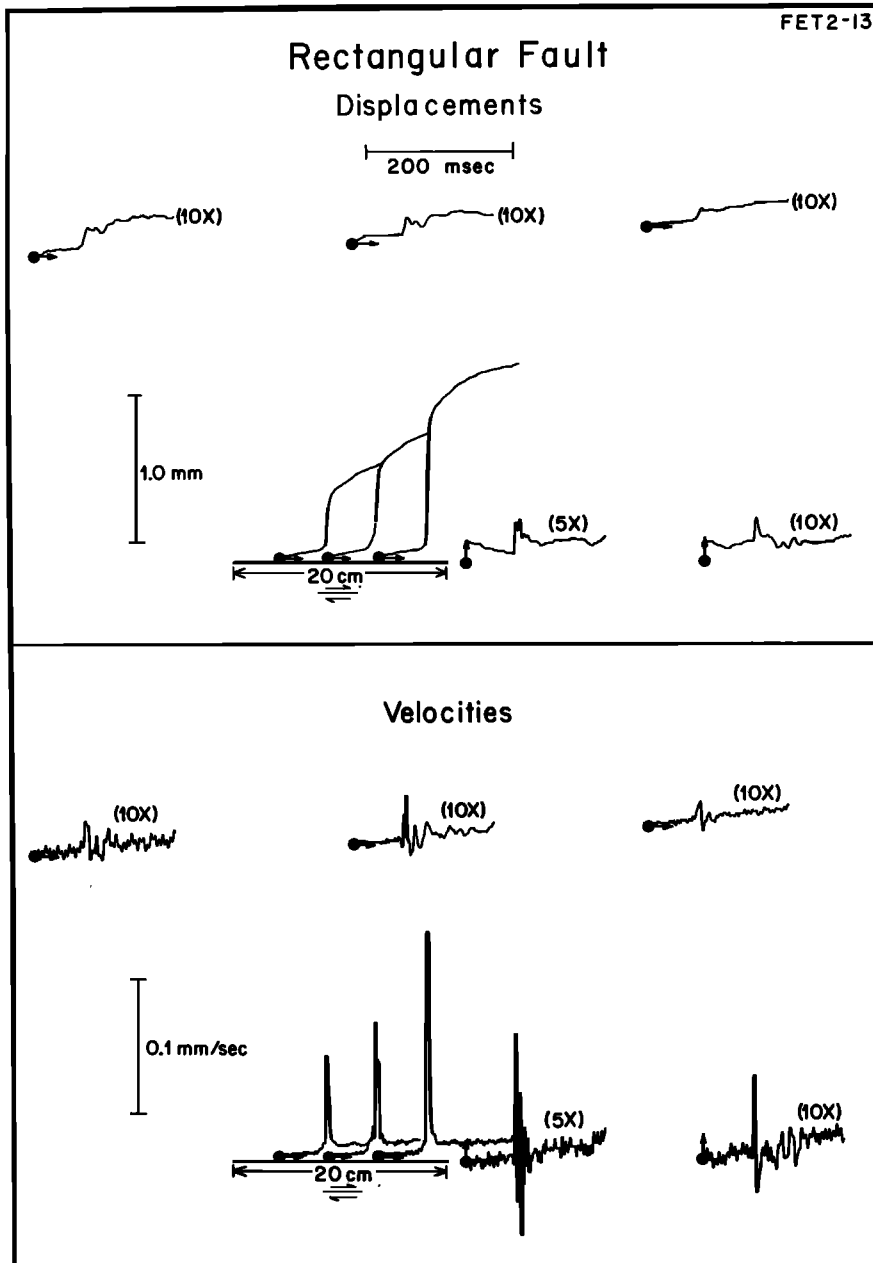 FET2-13
Rectangular Fault
Displacements
200 msec
(10X)
(10X)
(10X)
1.0 mm
(5X)
(10X)
20 cm
Velocities
(10X)
(10X)
(10X)
0.1 mm/sec
(5X)
(10X)
20 cm